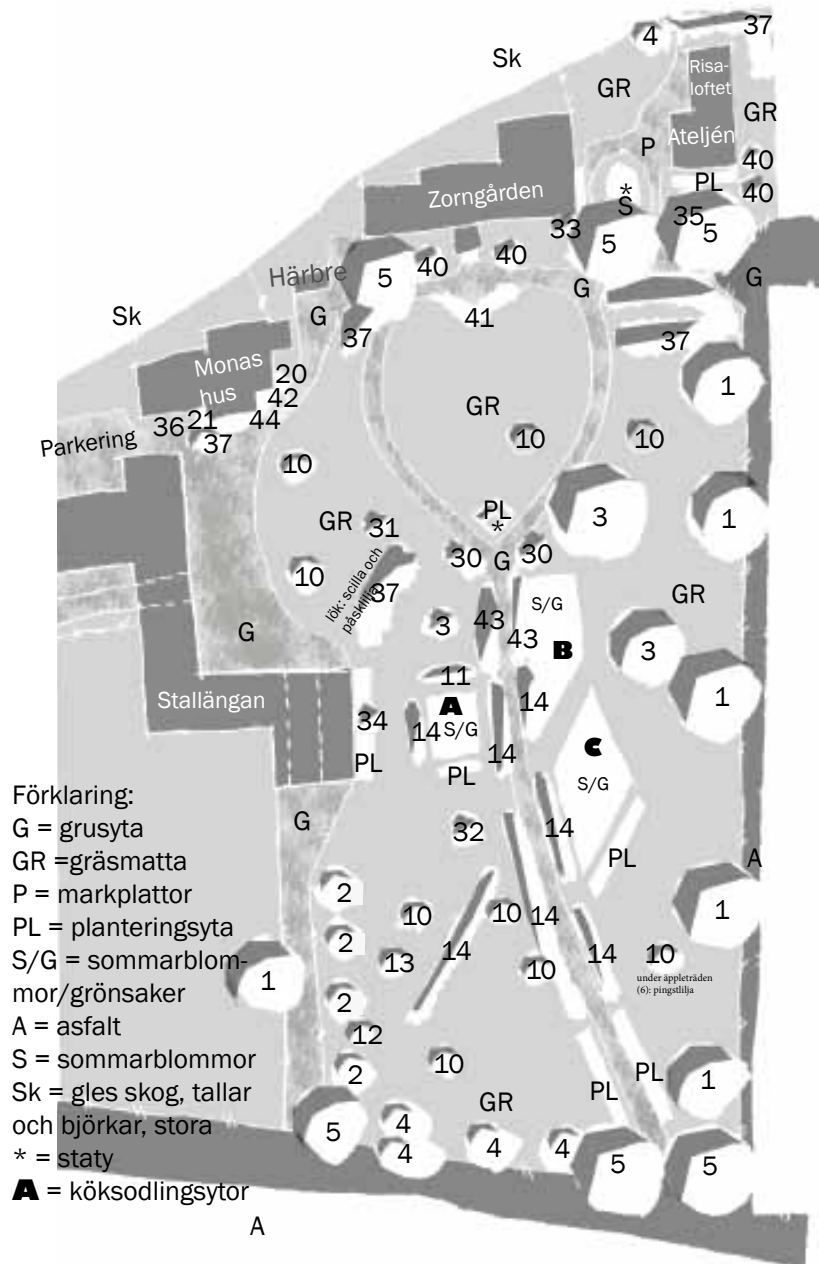 4
37
Sk
Risa-
loftet
GR
GR
Ateljén
P
40
PL
40
Zorngården
*
S
33
5
35
5
Härbre
5
40
40
G
G
Sk
G
41
37
37
Monas
hus
20
42
1
36
21
44
37
Parkering
GR
10
10
10
PL
*
3
1
GR
31
30
G
30
10
lök: scilla och
påsklilja
37
S/G
GR
G
3
43
43
B
3
11
1
Stallängan
A
14
34
14
S/G
14
C
PL
PL
S/G
Förklaring:
G = grusyta
GR =gräsmatta
P = markplattor
PL = planteringsyta
S/G = sommarblom-
mor/grönsaker
A = asfalt
S = sommarblommor
Sk = gles skog, tallar
och björkar, stora
* = staty
A = köksodlingsytor
G
32
14
PL
A
2
10
10
14
1
2
13
14
10
14
10
under äppleträden
(6): pingstlilja
1
2
12
2
10
1
PL
PL
GR
5
4
4
4
4
5
5
A